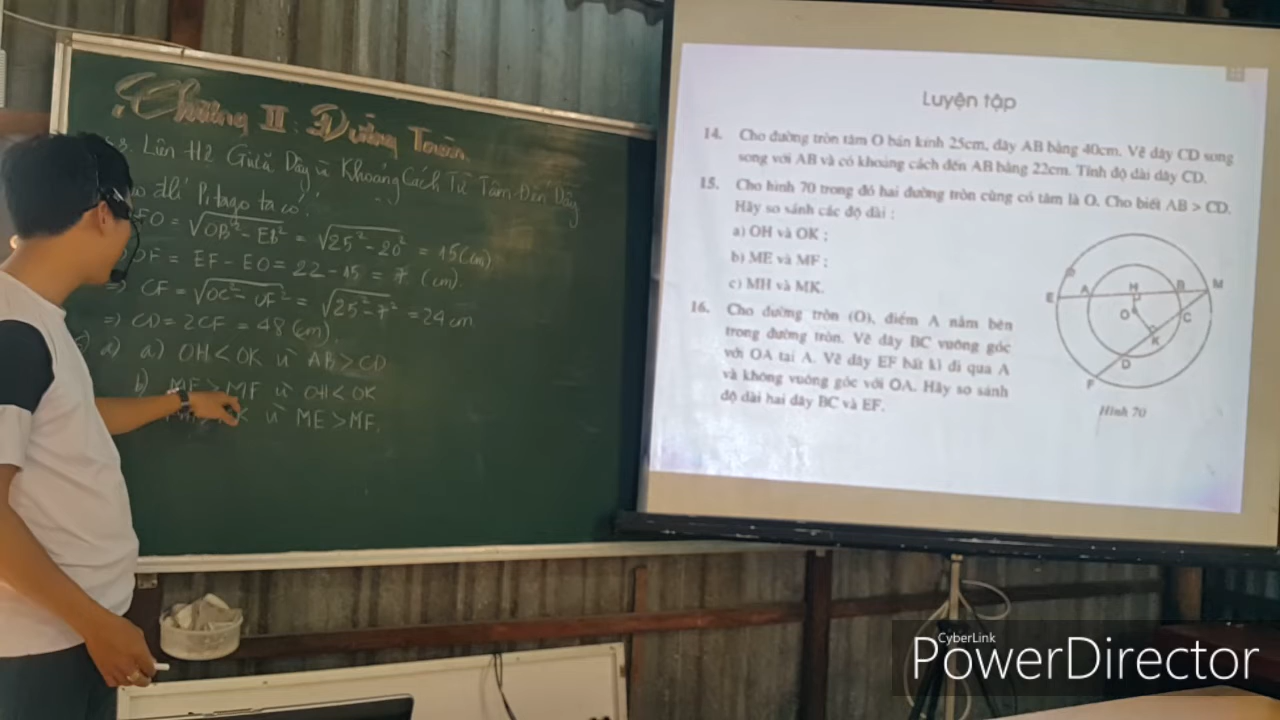 Chương II: Đường Tròn
3. Liên Hệ Giữa Dây và Khoảng Cách Từ Tâm Đến Dây
Pitago ta có:
EO = √OB² - EB² = √25² - 20² = 15(cm)
OF = EF - EO = 22 - 15 = 7 (cm).
=> CF = √OC² - OF² = √25² - 7² = 24 cm
=> CD = 2CF = 48 (cm).
a) a) OH < OK vì AB > CD
b) ME > MF vì OH < OK
K vì ME > MF.
Luyện tập
14. Cho đường tròn tâm O bán kính 25cm, dây AB bằng 40cm. Vẽ dây CD song
song với AB và có khoảng cách đến AB bằng 22cm. Tính độ dài dây CD.
15. Cho hình 70 trong đó hai đường tròn cùng có tâm là O. Cho biết AB > CD.
Hãy so sánh các độ dài :
a) OH và OK ;
b) ME và MF ;
c) MH và MK.
16. Cho đường tròn (O), điểm A nằm bên
trong đường tròn. Vẽ dây BC vuông góc
với OA tại A. Vẽ dây EF bất kì đi qua A
và không vuông góc với OA. Hãy so sánh
độ dài hai dây BC và EF.
E A H B M
O C
K
D
F
Hình 70
CyberLink
PowerDirector